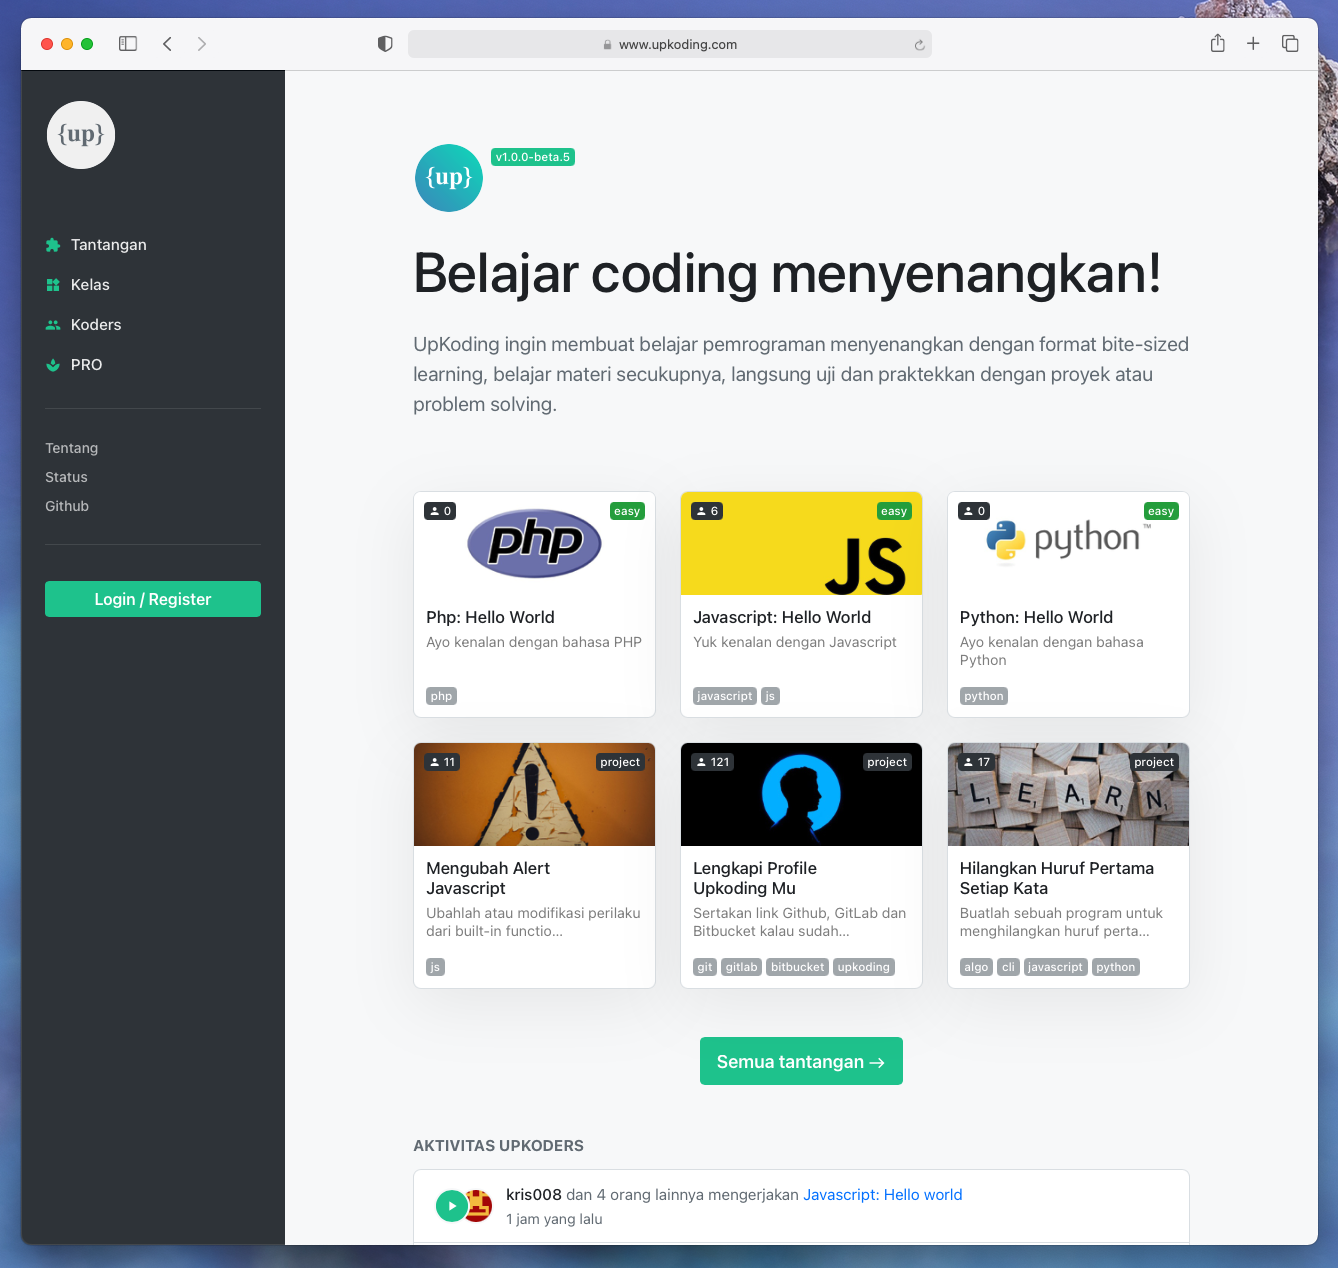 www.upkoding.com
{up}
Tantangan
Kelas
Koders
PRO
Tentang
Status
Github
Login / Register
{up}
v1.0.0-beta.5
Belajar coding menyenangkan!
UpKoding ingin membuat belajar pemrograman menyenangkan dengan format bite-sized
learning, belajar materi secukupnya, langsung uji dan praktekkan dengan proyek atau
problem solving.
0
easy
php
Php: Hello World
Ayo kenalan dengan bahasa PHP
php
6
easy
JS
Javascript: Hello World
Yuk kenalan dengan Javascript
javascript js
0
easy
python™
Python: Hello World
Ayo kenalan dengan bahasa
Python
python
11
project
Mengubah Alert
Javascript
Ubahlah atau modifikasi perilaku
dari built-in functio...
js
121
project
Lengkapi Profile
Upkoding Mu
Sertakan link Github, GitLab dan
Bitbucket kalau sudah...
git gitlab bitbucket upkoding
17
project
L1 E1 A1 R1 N1
Hilangkan Huruf Pertama
Setiap Kata
Buatlah sebuah program untuk
menghilangkan huruf perta...
algo cli javascript python
Semua tantangan →
AKTIVITAS UPKODERS
kris008 dan 4 orang lainnya mengerjakan Javascript: Hello world
1 jam yang lalu